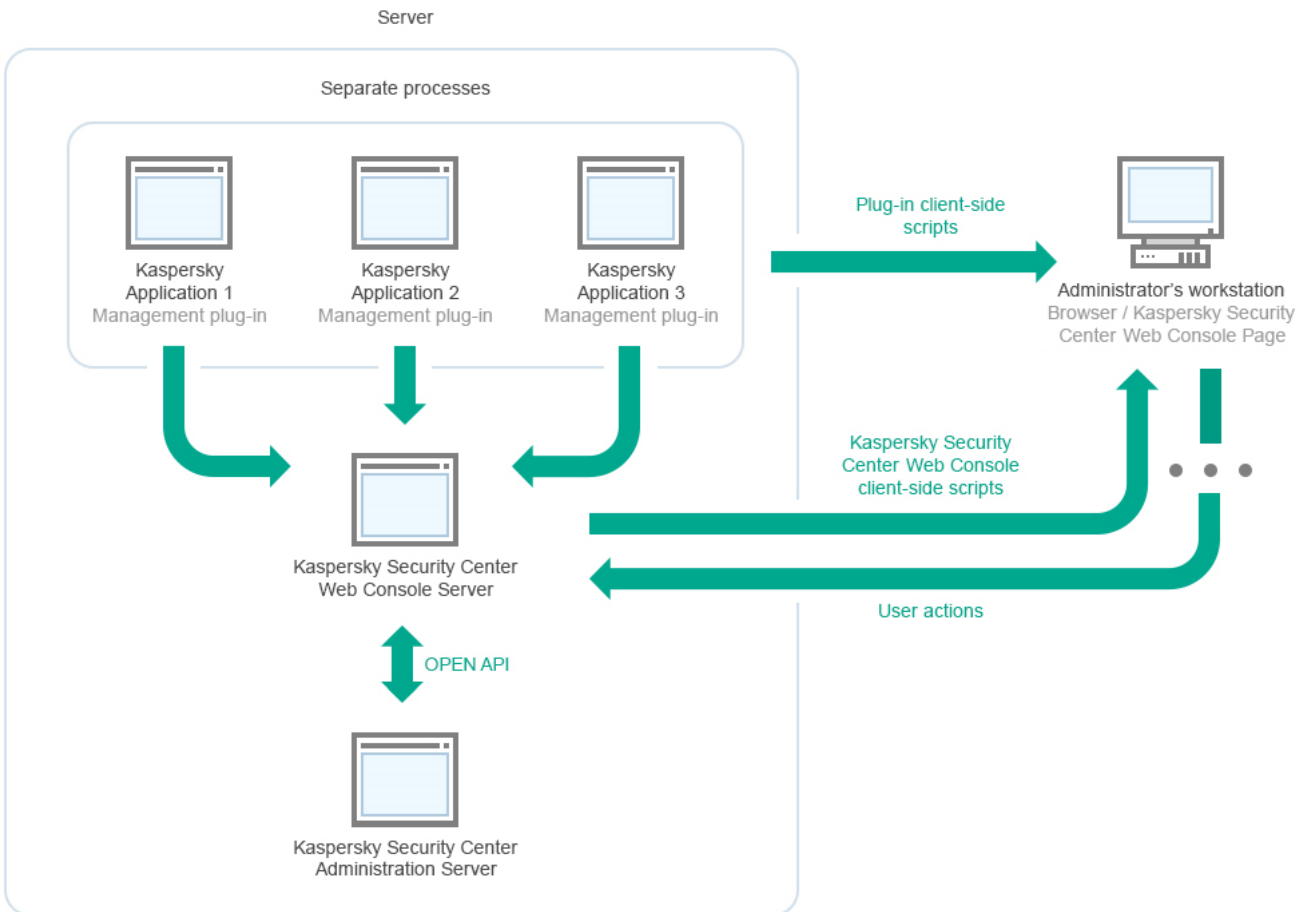 Server
Separate processes
Kaspersky
Application 1
Management plug-in
Kaspersky
Application 2
Management plug-in
Kaspersky
Application 3
Management plug-in
Plug-in client-side
scripts
Administrator's workstation
Browser / Kaspersky Security
Center Web Console Page
Kaspersky Security
Center Web Console
client-side scripts
Kaspersky Security Center
Web Console Server
User actions
OPEN API
Kaspersky Security Center
Administration Server